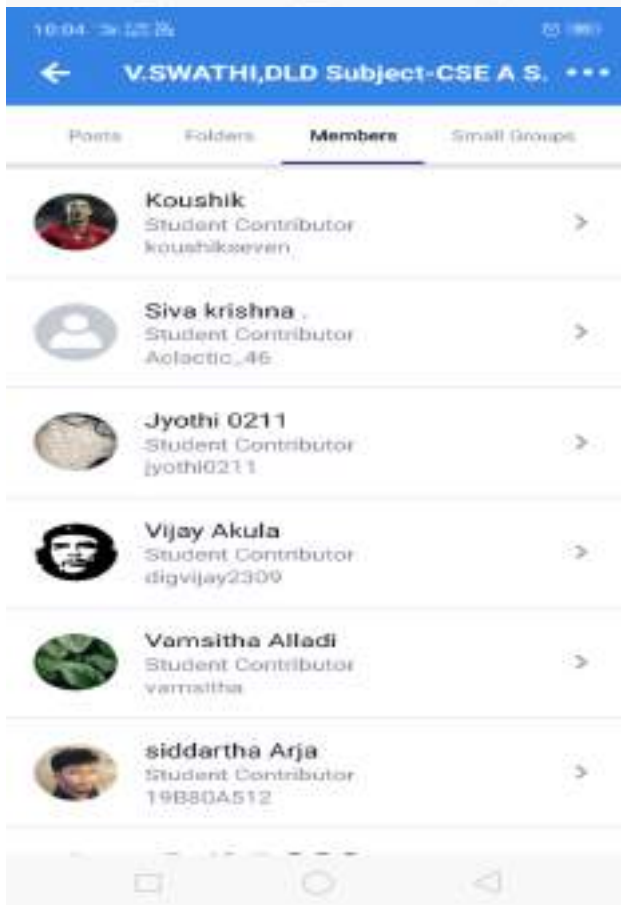 10:04
V.SWATHI,DLD Subject-CSE A S.
Posts Folders Members Small Groups
Koushik
Student Contributor
koushikseven
Siva krishna .
Student Contributor
Aclactic_46
Jyothi 0211
Student Contributor
jyothi0211
Vijay Akula
Student Contributor
digvijay2309
Vamsitha Alladi
Student Contributor
vamsitha
siddartha Arja
Student Contributor
19B80A512